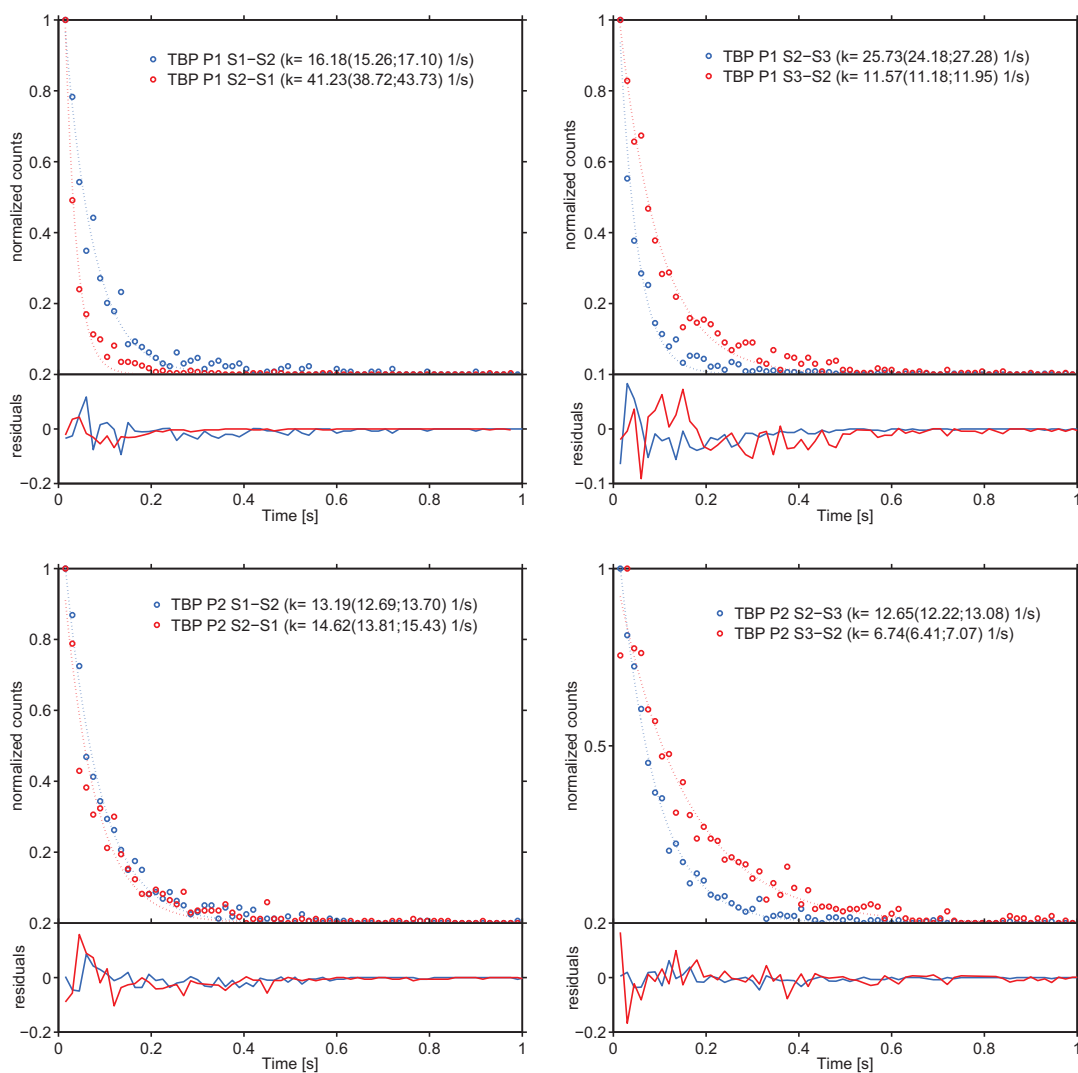 1
0.8
0.6
0.4
0.2
0.2
0
−0.2
normalized counts
residuals
TBP P1 S1−S2 (k= 16.18(15.26;17.10) 1/s)
TBP P1 S2−S1 (k= 41.23(38.72;43.73) 1/s)
0
0.2
0.4
0.6
0.8
1
Time [s]
1
0.8
0.6
0.4
0.2
0.1
0
−0.1
normalized counts
residuals
TBP P1 S2−S3 (k= 25.73(24.18;27.28) 1/s)
TBP P1 S3−S2 (k= 11.57(11.18;11.95) 1/s)
0
0.2
0.4
0.6
0.8
1
Time [s]
1
0.8
0.6
0.4
0.2
0.2
0
−0.2
normalized counts
residuals
TBP P2 S1−S2 (k= 13.19(12.69;13.70) 1/s)
TBP P2 S2−S1 (k= 14.62(13.81;15.43) 1/s)
0
0.2
0.4
0.6
0.8
1
Time [s]
1
0.5
0.2
0
−0.2
normalized counts
residuals
TBP P2 S2−S3 (k= 12.65(12.22;13.08) 1/s)
TBP P2 S3−S2 (k= 6.74(6.41;7.07) 1/s)
0
0.2
0.4
0.6
0.8
1
Time [s]